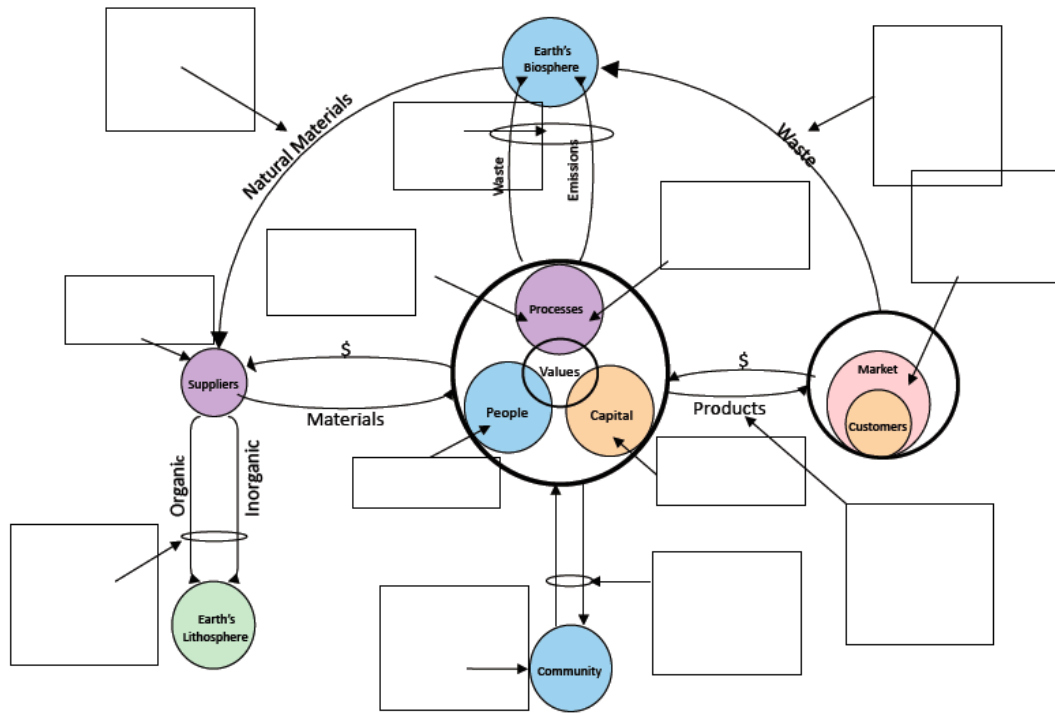 Earth's
Biosphere
Natural Materials
Waste
Waste
Emissions
Processes
Suppliers
$
Materials
Values
People
Capital
$
Products
Market
Customers
Organic
Inorganic
Earth's
Lithosphere
Community